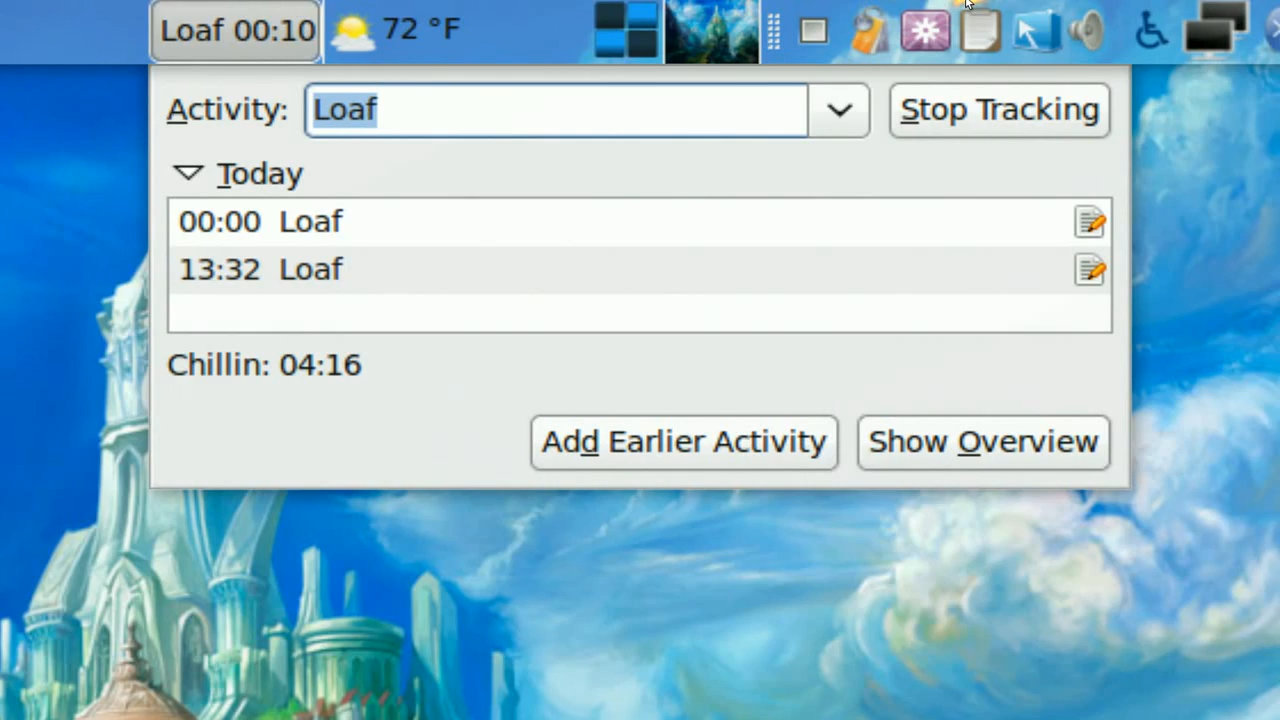 Loaf 00:10 72 °F
Activity: Loaf Stop Tracking
Today
00:00 Loaf
13:32 Loaf
Chillin: 04:16
Add Earlier Activity Show Overview